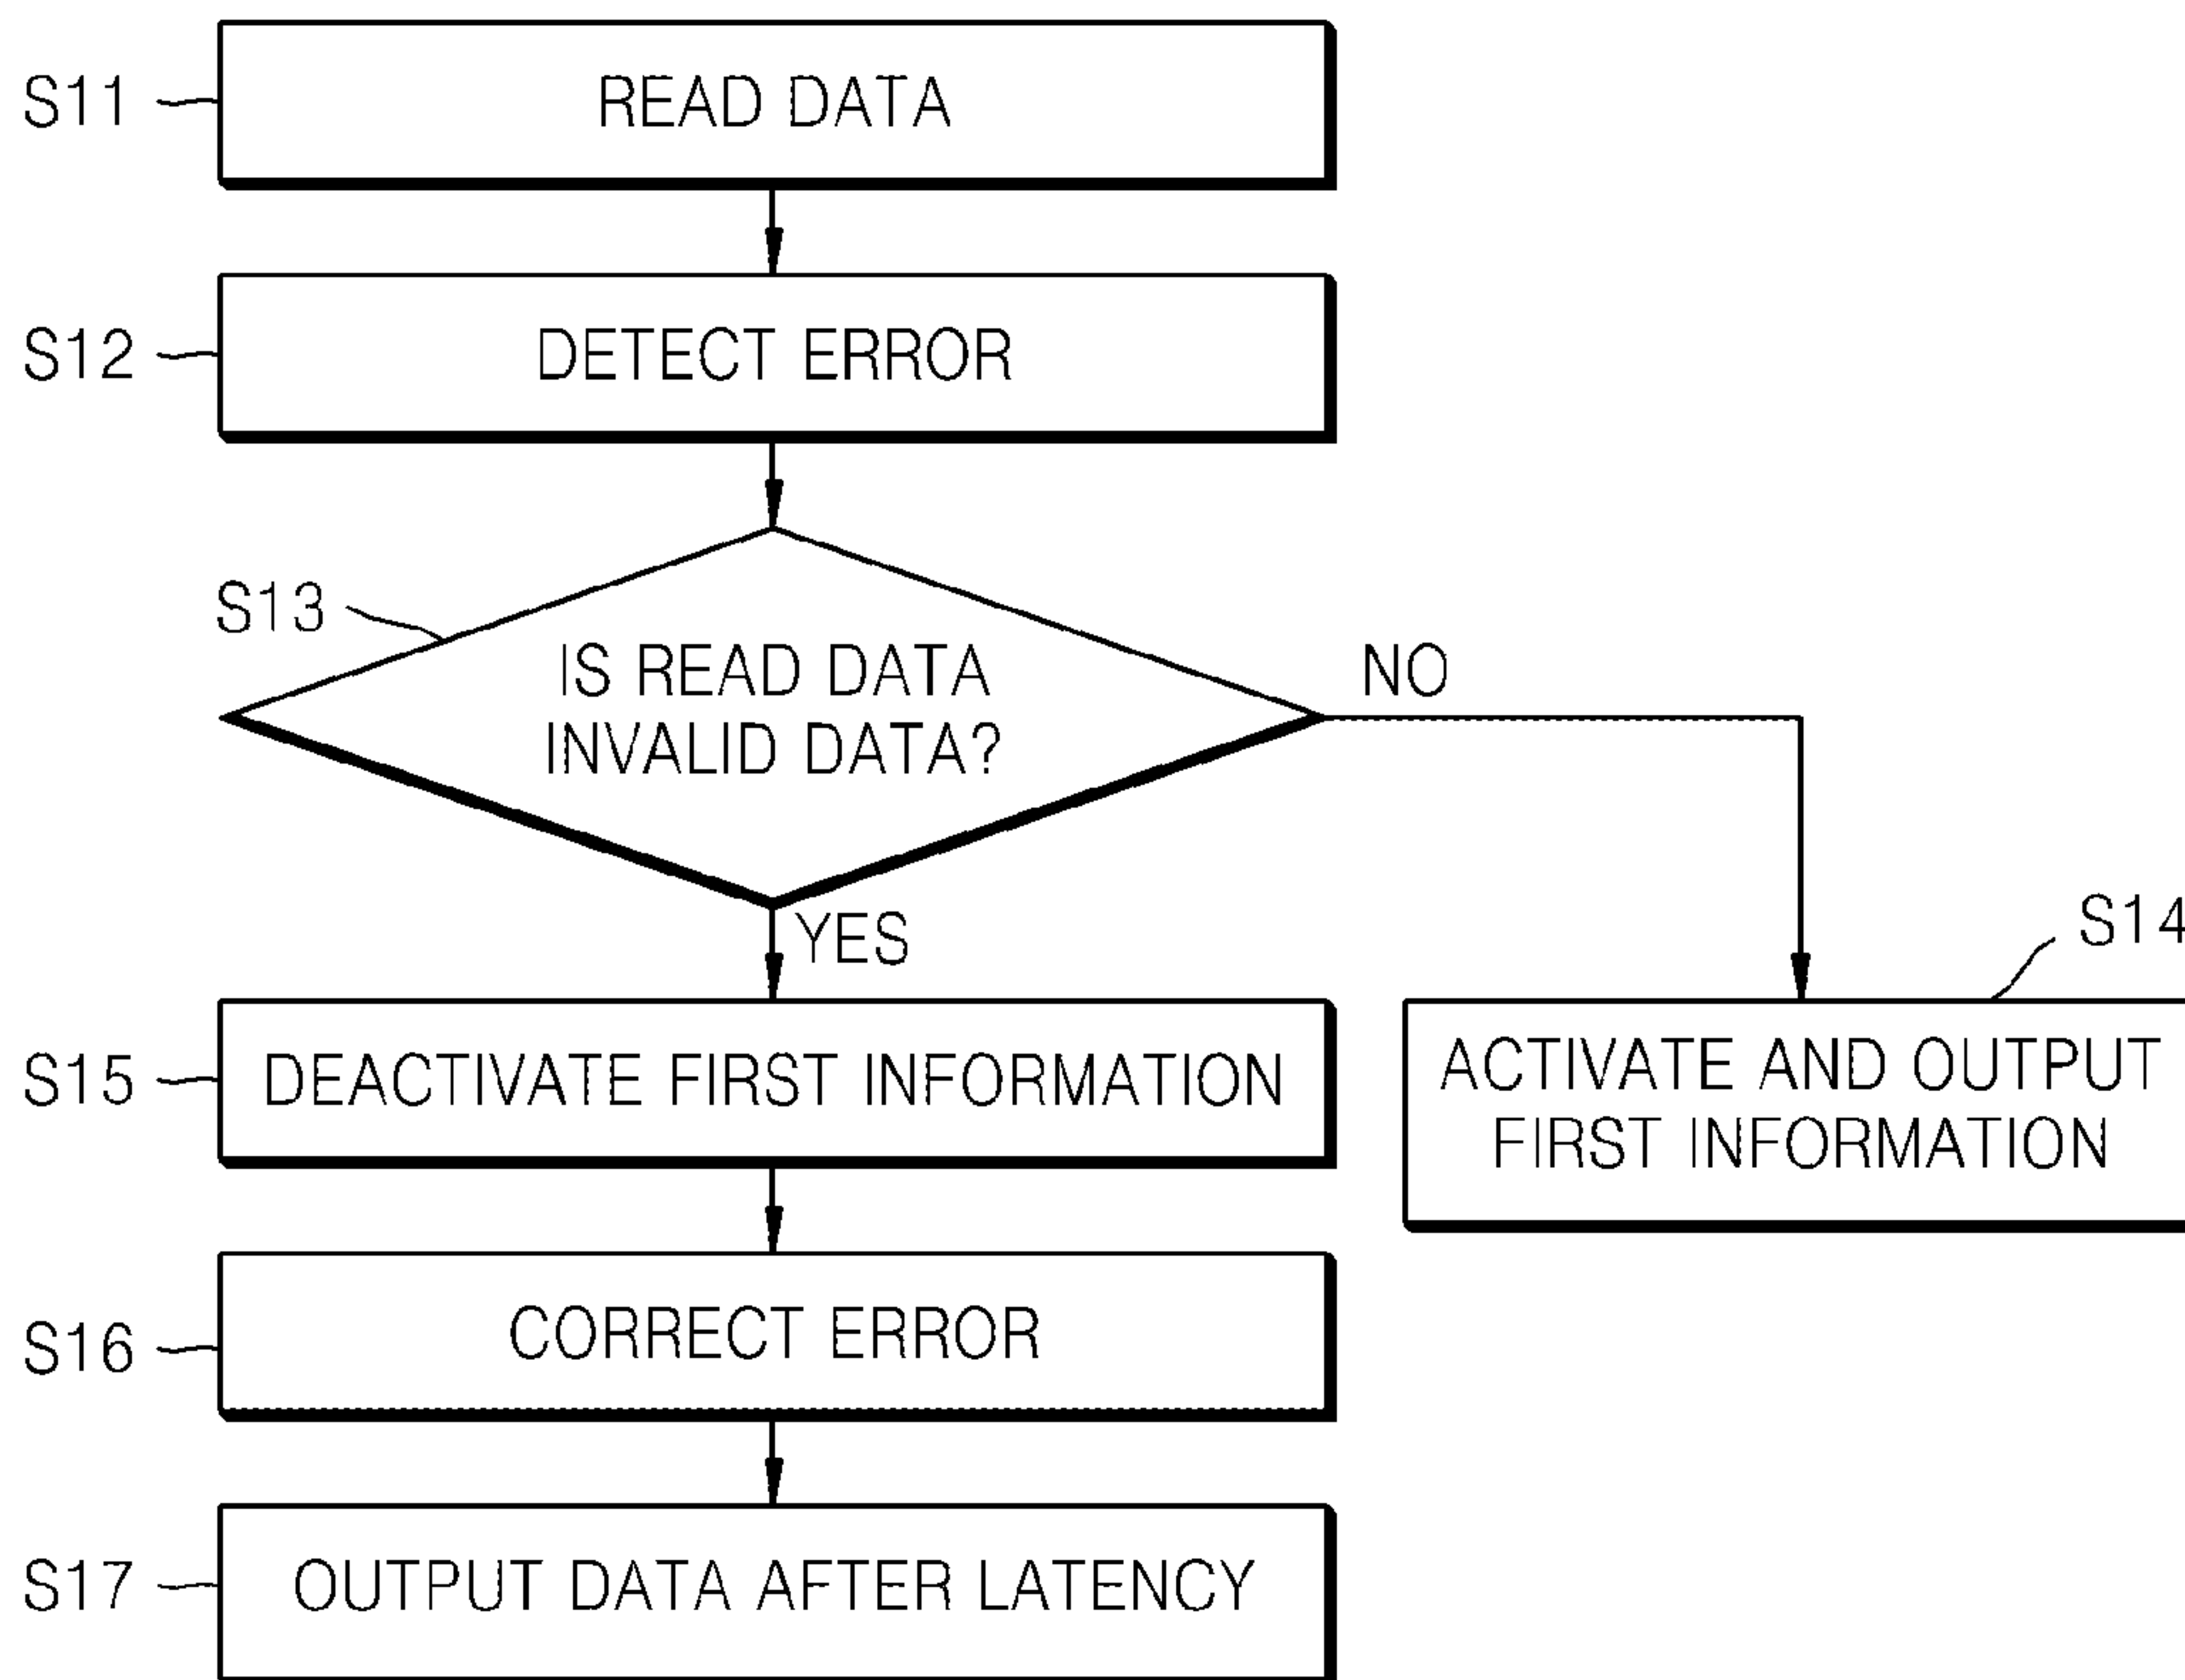 S11
READ DATA
S12
DETECT ERROR
S13
IS READ DATA
INVALID DATA?
NO
YES
S14
S15
DEACTIVATE FIRST INFORMATION
ACTIVATE AND OUTPUT
FIRST INFORMATION
S16
CORRECT ERROR
S17
OUTPUT DATA AFTER LATENCY